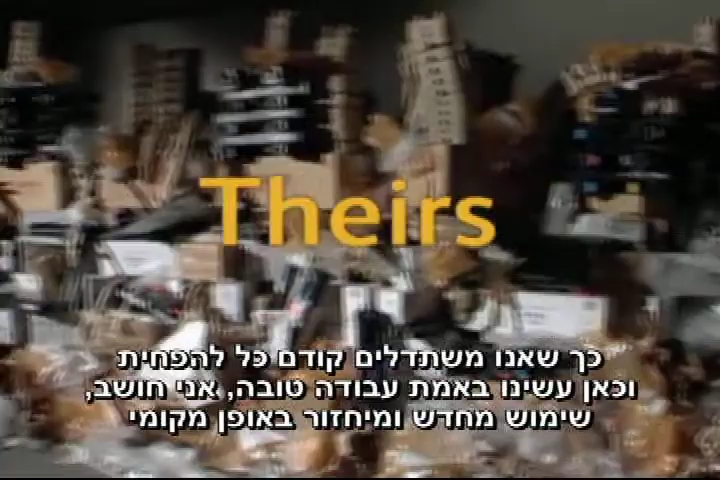 Theirs
כך שאנו משתדלים קודם כל להפחית
וכאן עשינו באמת עבודה טובה, אני חושב,
שימוש מחדש ומיחזור באופן מקומי